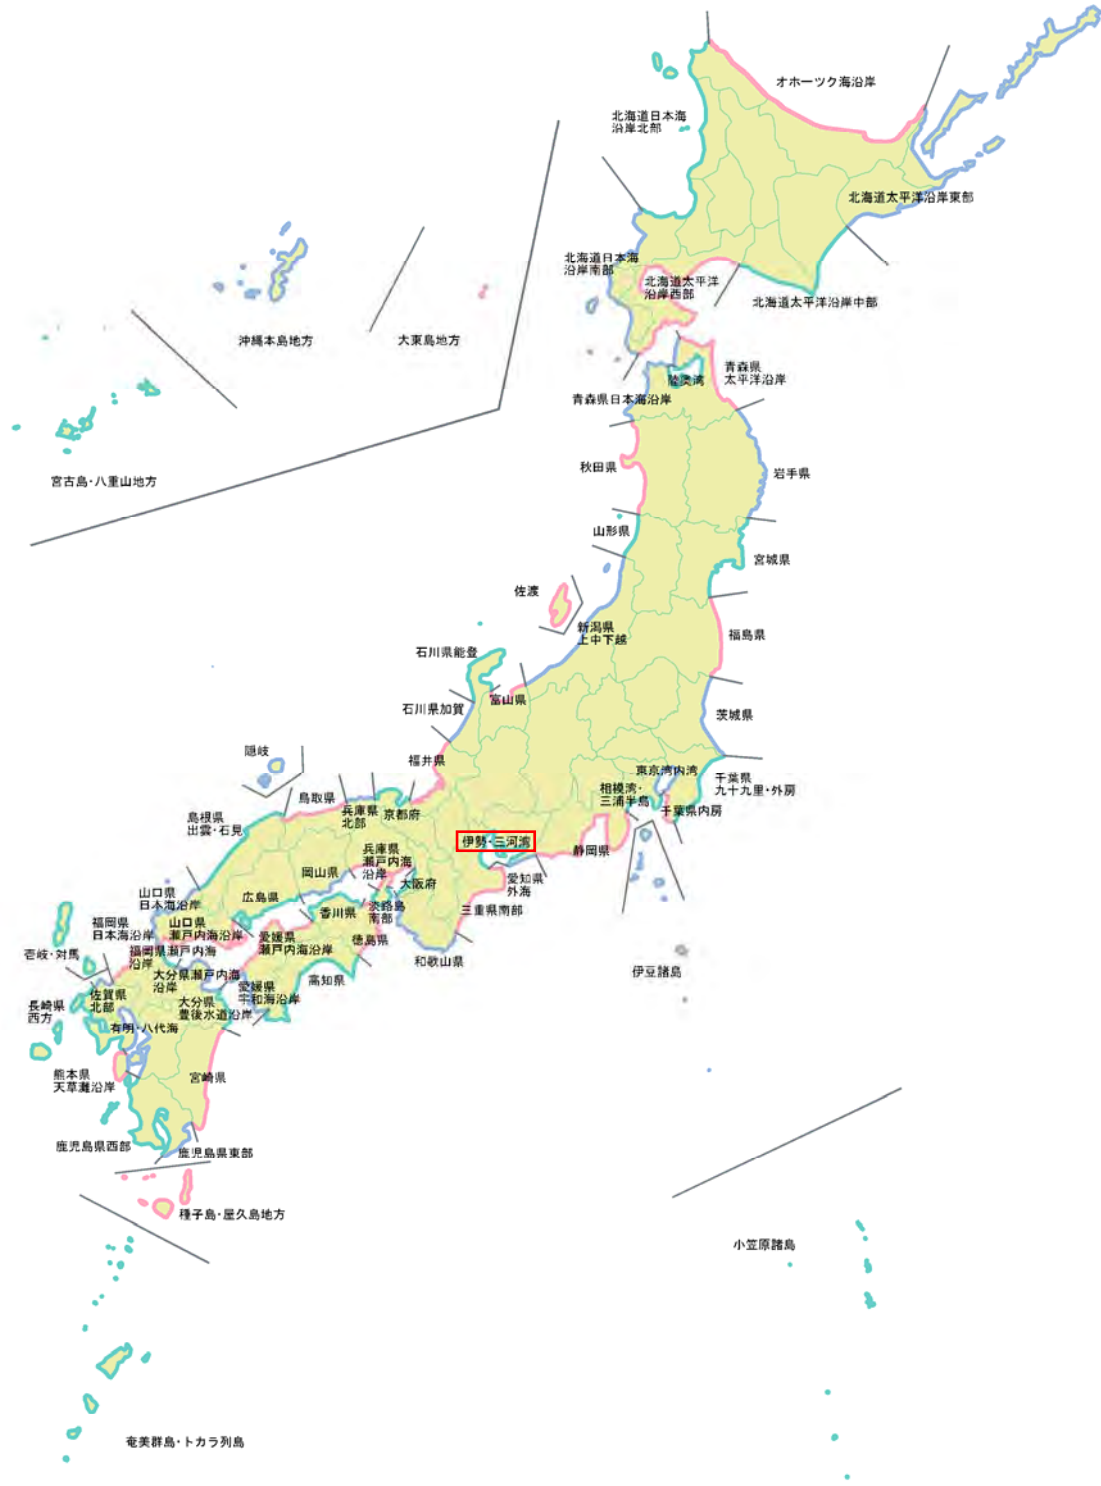 オホーツク海沿岸
北海道日本海
沿岸北部
北海道太平洋沿岸東部
北海道日本海
沿岸南部
北海道太平洋
沿岸西部
北海道太平洋沿岸中部
沖縄本島地方
大東島地方
青森県
太平洋沿岸
陸奥湾
青森県日本海沿岸
秋田県
岩手県
宮古島・八重山地方
山形県
宮城県
佐渡
新潟県
上中下越
福島県
石川県能登
富山県
石川県加賀
茨城県
隠岐
福井県
東京湾内湾
千葉県
九十九里・外房
相模湾・
三浦半島
千葉県内房
鳥取県
兵庫県
北部
京都府
島根県
出雲・石見
伊勢・三河湾
静岡県
兵庫県
瀬戸内海
沿岸
岡山県
大阪府
愛知県
外海
山口県
日本海沿岸
広島県
香川県
淡路島
南部
三重県南部
福岡県
日本海沿岸
山口県
瀬戸内海沿岸
愛媛県
瀬戸内海沿岸
徳島県
和歌山県
壱岐・対馬
福岡県瀬戸内海
沿岸
大分県瀬戸内海
沿岸
高知県
伊豆諸島
愛媛県
宇和海沿岸
佐賀県
北部
大分県
豊後水道沿岸
長崎県
西方
有明・八代海
熊本県
天草灘沿岸
宮崎県
鹿児島県西部
鹿児島県東部
種子島・屋久島地方
小笠原諸島
奄美群島・トカラ列島